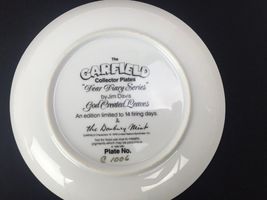 The
GARFIELD
Collector Plates
"Dear Diary Series"
by Jim Davis
God Created Leaves
An edition limited to 14 firing days.
&
The Danbury Mint
Plate No.
C 1006